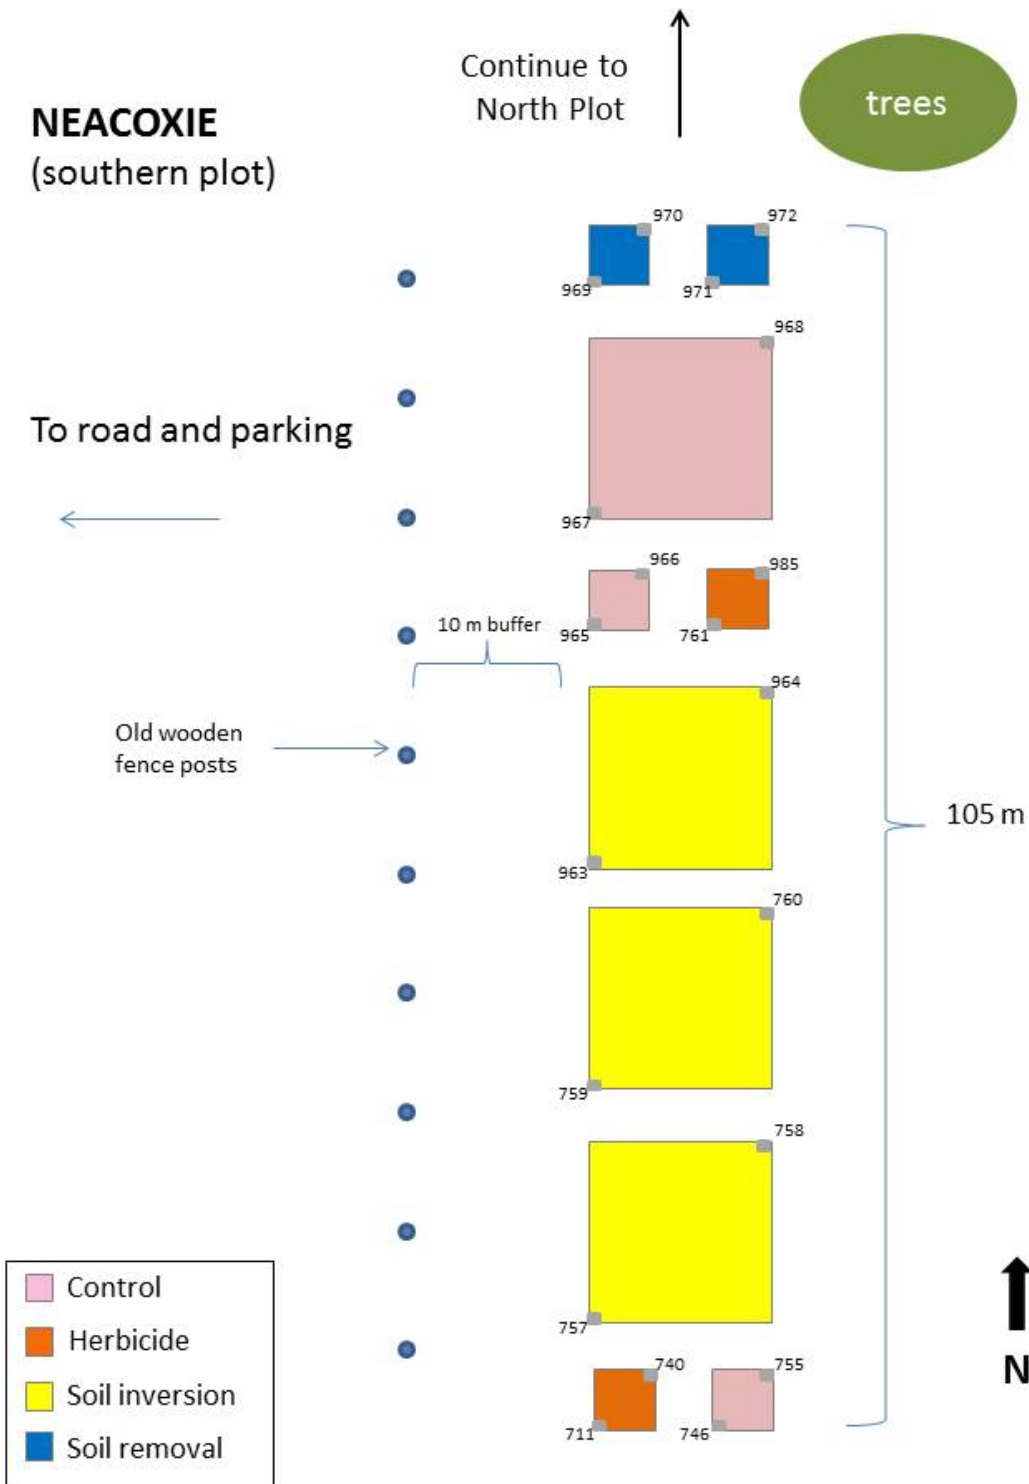 Continue to
North Plot
trees
NEACOXIE
(southern plot)
970
972
969
971
968
To road and parking
967
966
985
965
761
10 m buffer
964
Old wooden
fence posts
105 m
963
760
759
758
757
Control
Herbicide
Soil inversion
Soil removal
740
755
711
746
N